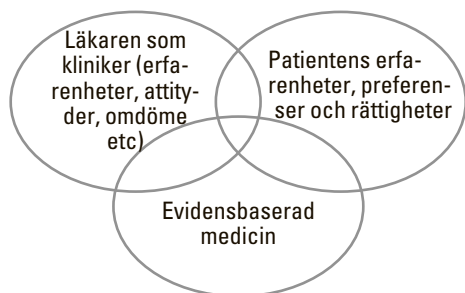 Läkaren som
kliniker (erfa-
renheter, attity-
der, omdöme
etc)
Patientens erfa-
renheter, preferen-
ser och rättigheter
Evidensbaserad
medicin